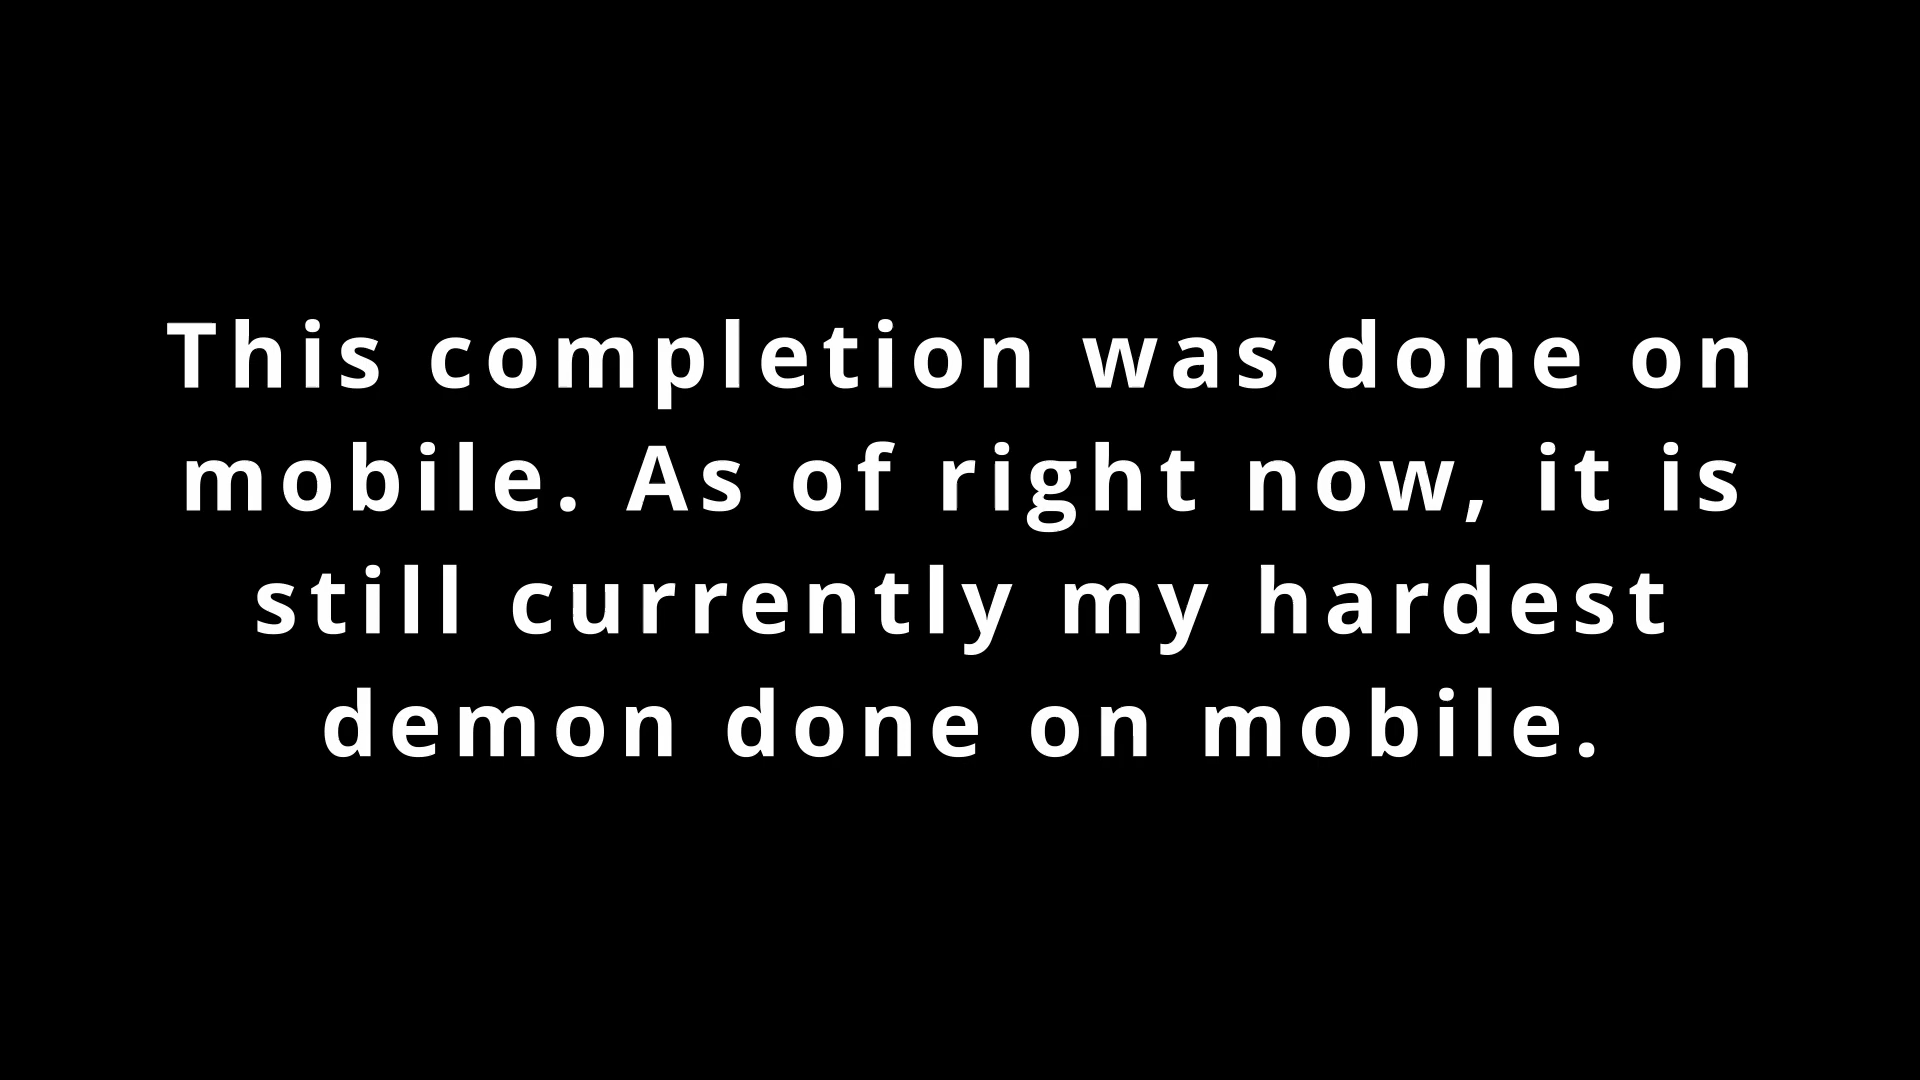 This completion was done on
mobile. As of right now, it is
still currently my hardest
demon done on mobile.